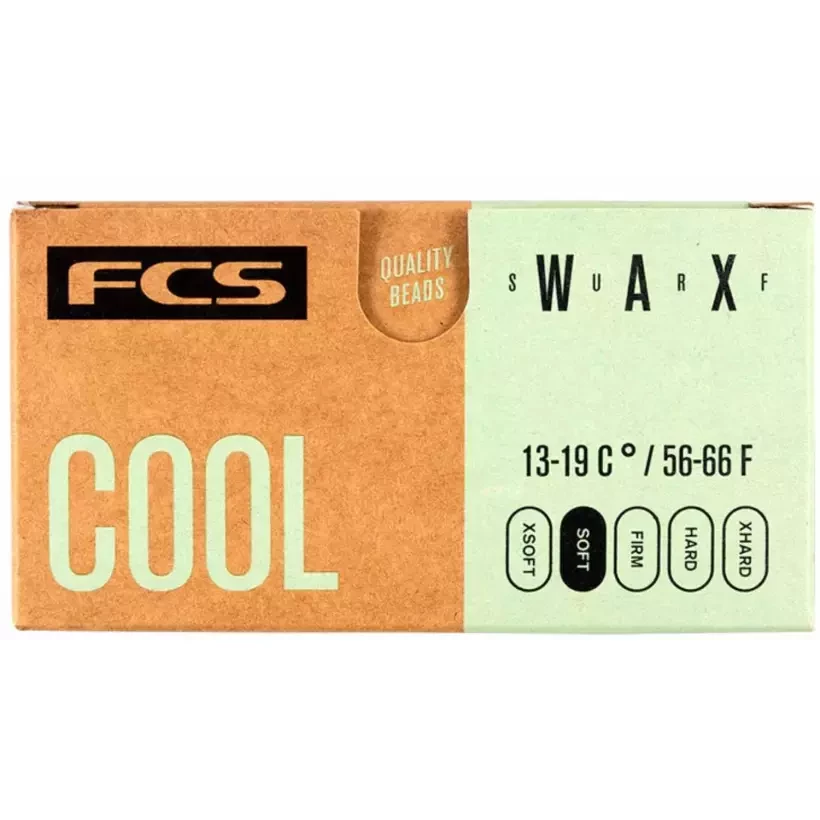 FCS
QUALITY
BEADS
S W U A R X F
COOL
13-19 C° / 56-66 F
XSOFT
SOFT
FIRM
HARD
XHARD